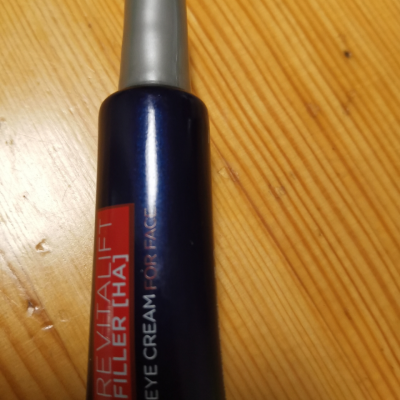 REVITALIFT
FILLER [HA]
EYE CREAM FOR FACE